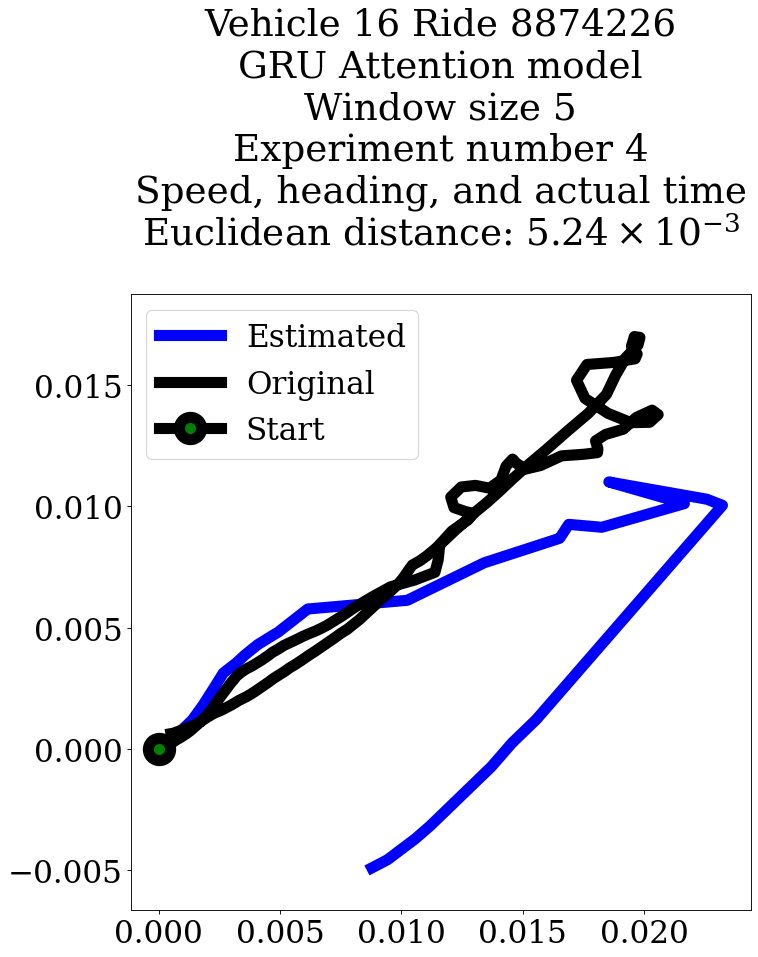 Vehicle 16 Ride 8874226
GRU Attention model
Window size 5
Experiment number 4
Speed, heading, and actual time
Euclidean distance: 5.24 × 10⁻³
Estimated
Original
Start
0.015
0.010
0.005
0.000
−0.005
0.000 0.005 0.010 0.015 0.020